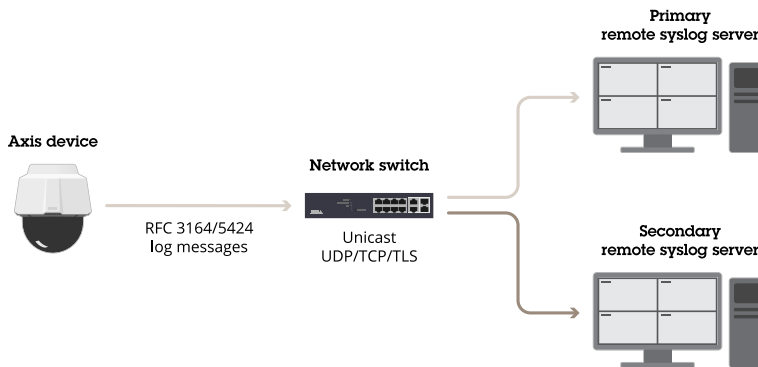 Primary
remote syslog server
Axis device
Network switch
RFC 3164/5424
log messages
Unicast
UDP/TCP/TLS
Secondary
remote syslog server